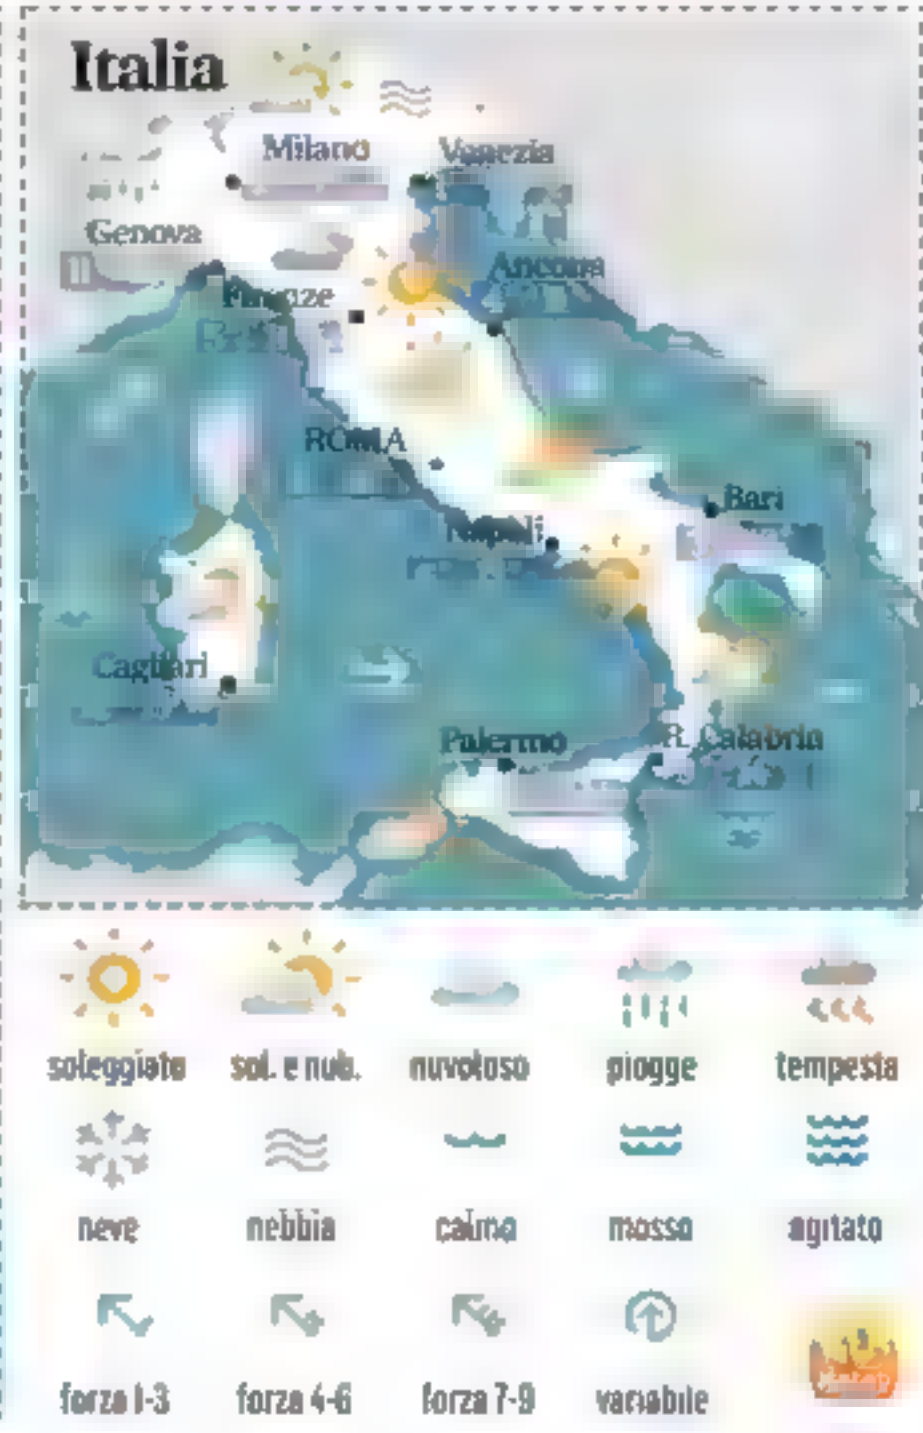 Italia
Milano
Venezia
Genova
Ancona
Firenze
ROMA
Bari
Napoli
Cagliari
Palermo
R. Calabria
soleggiato
sol. e nub.
nuvoloso
piogge
tempesta
neve
nebbia
calmo
mosso
agitato
forza 1-3
forza 4-6
forza 7-9
variabile